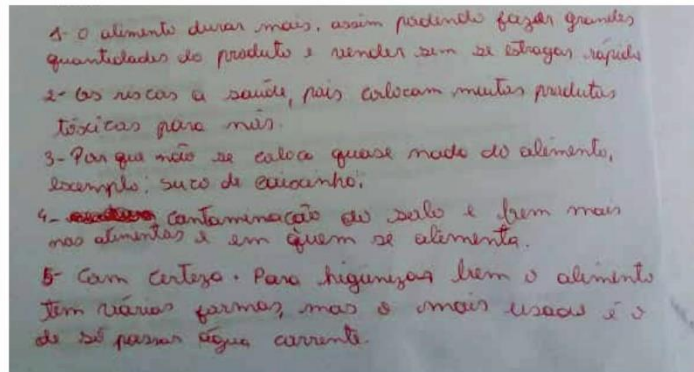 1- O alimento durar mais, assim podendo fazer grandes
quantidades do produto e vender sem se estragar rápido
2- Os riscos a saúde, pois colocam muitos produtos
tóxicos para nós.
3- Por que não se coloca quase nada do alimento,
exemplo: suco de caixinha;
4- cantaminação do solo e bem mais
nos alimentos e em quem se alimenta.
5- Com certeza. Para higienizar bem o alimento
tem várias formas, mas o mais usado é o
de só passar água corrente.